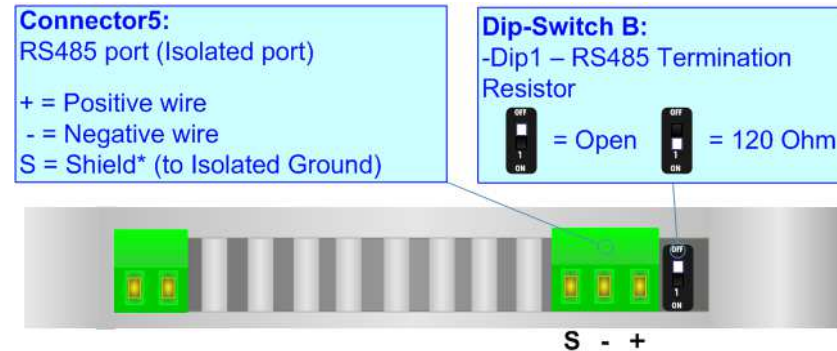 Connector5:
RS485 port (Isolated port)
+ = Positive wire
- = Negative wire
S = Shield* (to Isolated Ground)
Dip-Switch B:
-Dip1 – RS485 Termination
Resistor
OFF
1
ON
= Open
OFF
1
ON
= 120 Ohm
OFF
1
ON
S - +